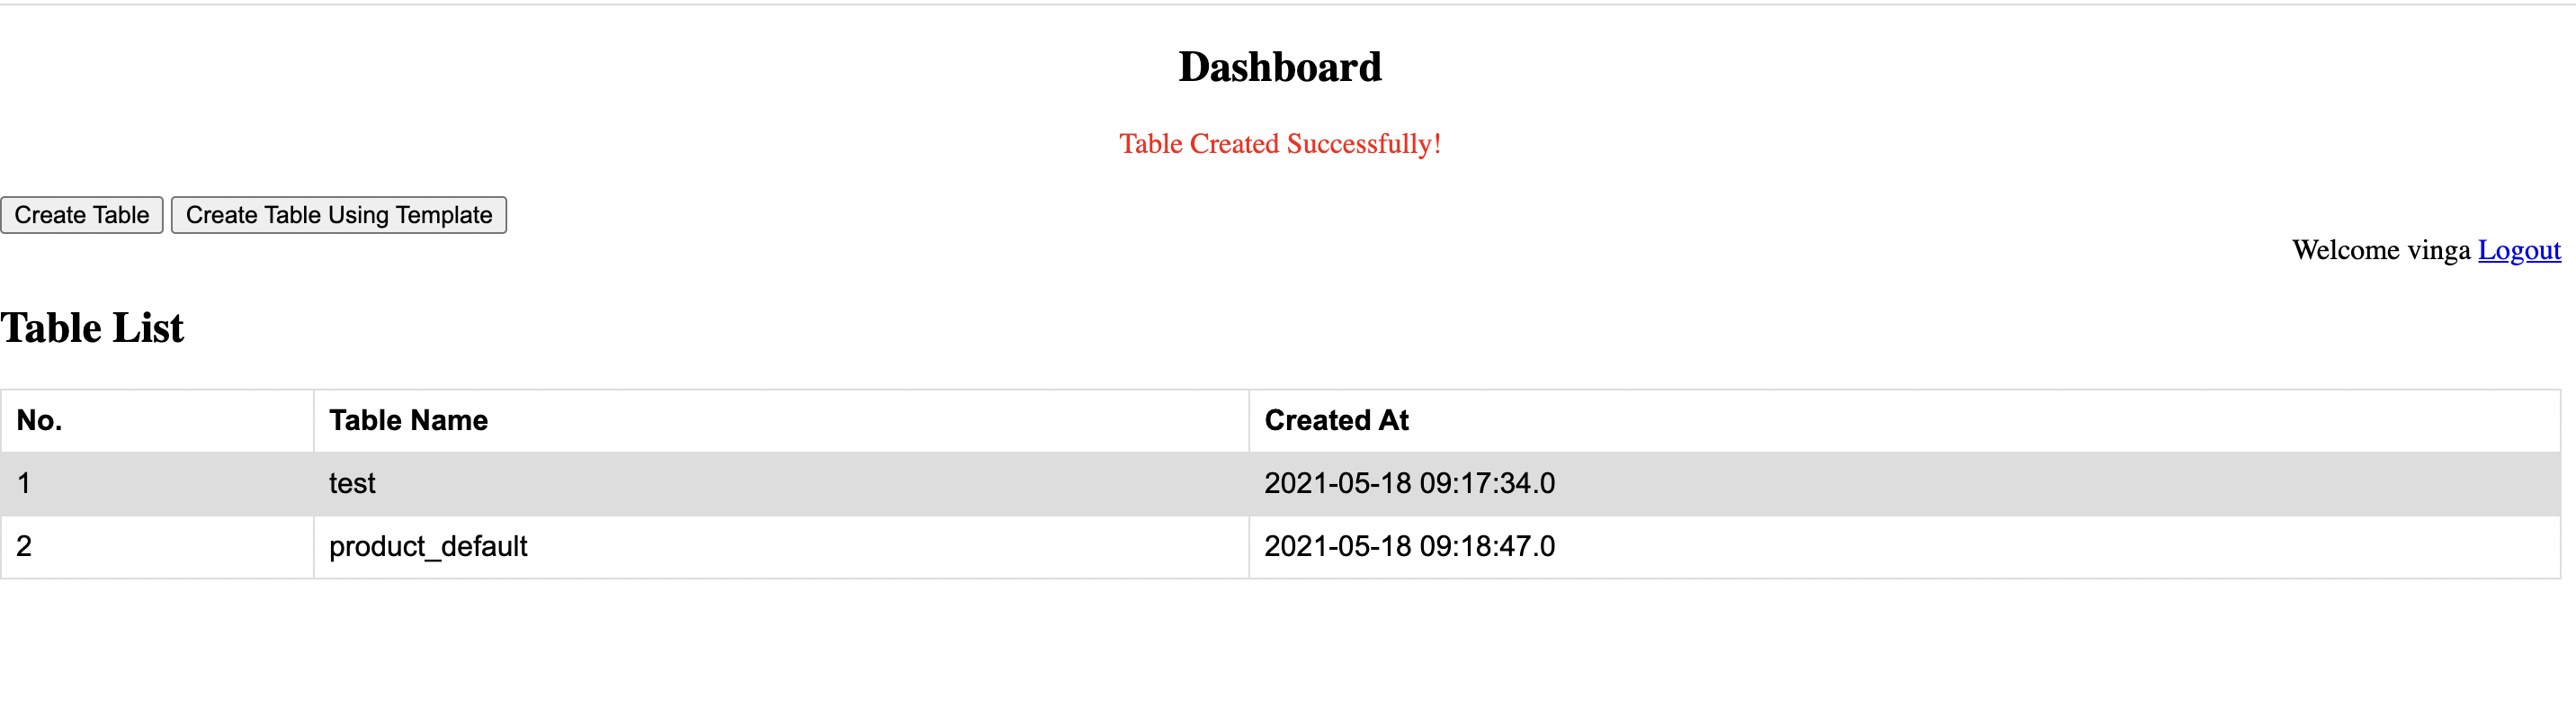 Dashboard
Table Created Successfully!
Create Table Create Table Using Template
Welcome vinga Logout
Table List
No. Table Name Created At
1 test 2021-05-18 09:17:34.0
2 product_default 2021-05-18 09:18:47.0